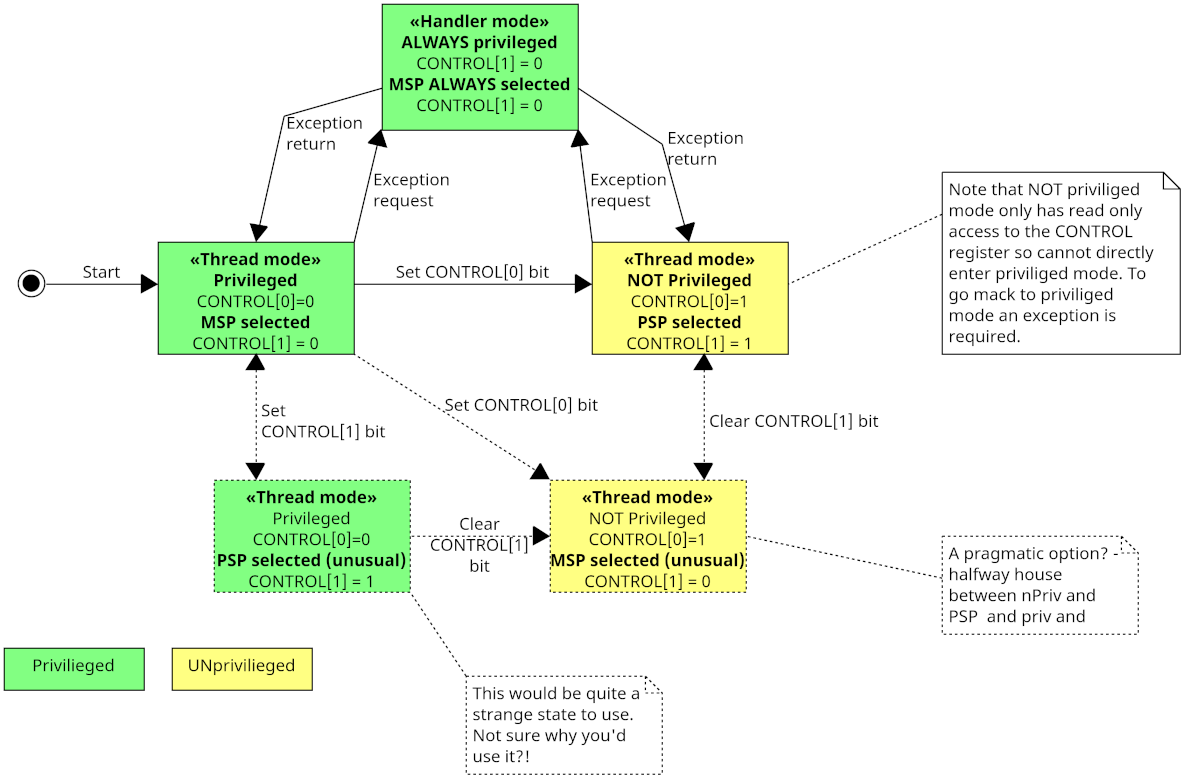 «Handler mode»
ALWAYS privileged
CONTROL[1] = 0
MSP ALWAYS selected
CONTROL[1] = 0
Exception
return
Exception
return
Exception
request
Exception
request
Start
«Thread mode»
Privileged
CONTROL[0]=0
MSP selected
CONTROL[1] = 0
Set CONTROL[0] bit
«Thread mode»
NOT Privileged
CONTROL[0]=1
PSP selected
CONTROL[1] = 1
Note that NOT priviliged
mode only has read only
access to the CONTROL
register so cannot directly
enter priviliged mode. To
go mack to priviliged
mode an exception is
required.
Set
CONTROL[1] bit
Set CONTROL[0] bit
Clear CONTROL[1] bit
«Thread mode»
Privileged
CONTROL[0]=0
PSP selected (unusual)
CONTROL[1] = 1
Clear
CONTROL[1]
bit
«Thread mode»
NOT Privileged
CONTROL[0]=1
MSP selected (unusual)
CONTROL[1] = 0
A pragmatic option? -
halfway house
between nPriv and
PSP  and priv and
Privilieged
UNprivilieged
This would be quite a
strange state to use.
Not sure why you'd
use it?!